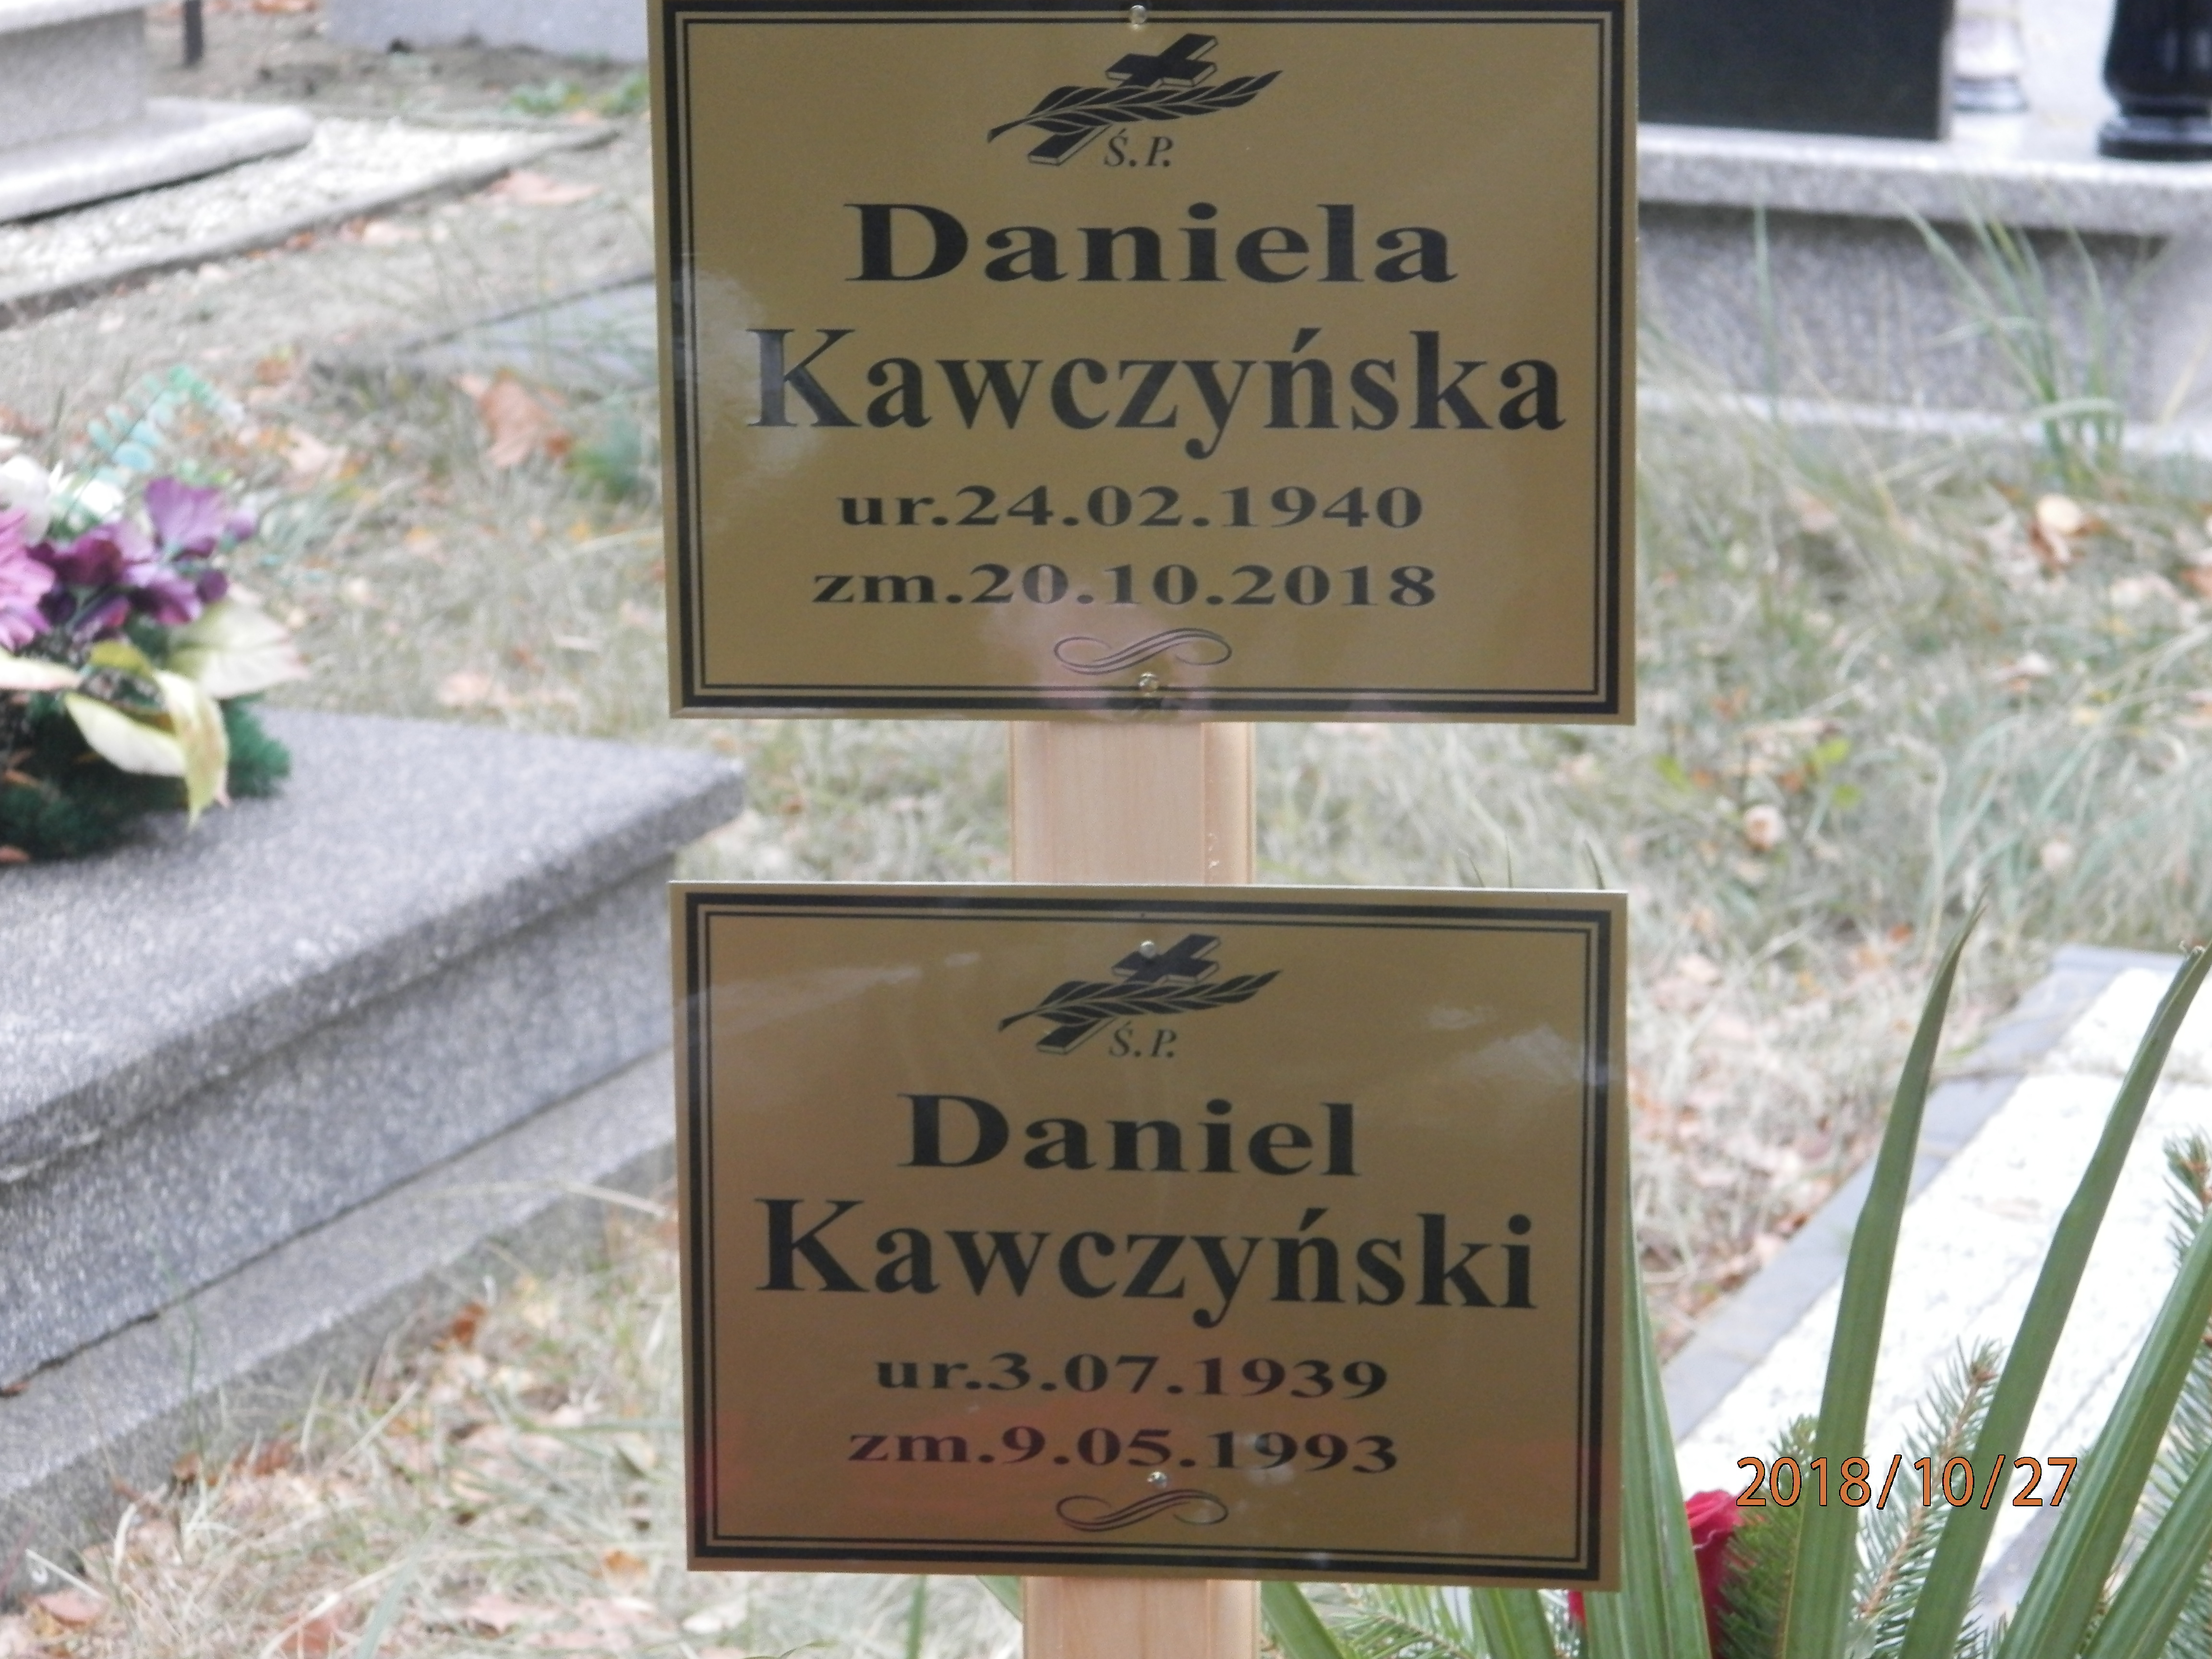 Ś.P.
Daniela
Kawczyńska
ur.24.02.1940
zm.20.10.2018
Ś.P.
Daniel
Kawczyński
ur.3.07.1939
zm.9.05.1993
2018/10/27